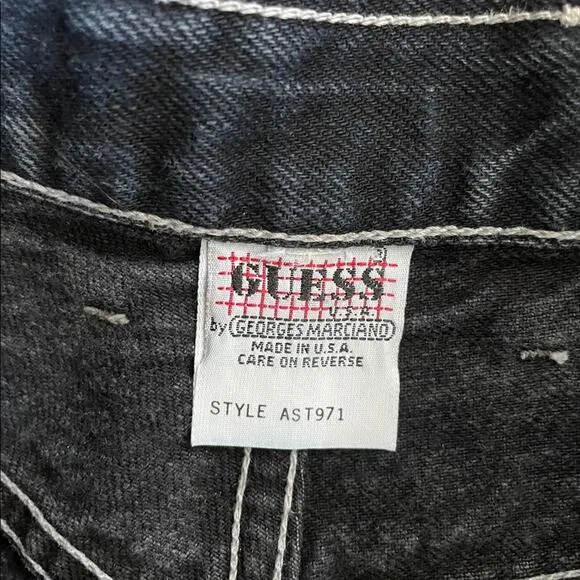 GUESS ®
U.S.A.
by GEORGES MARCIANO
MADE IN U.S.A.
CARE ON REVERSE
STYLE AST971